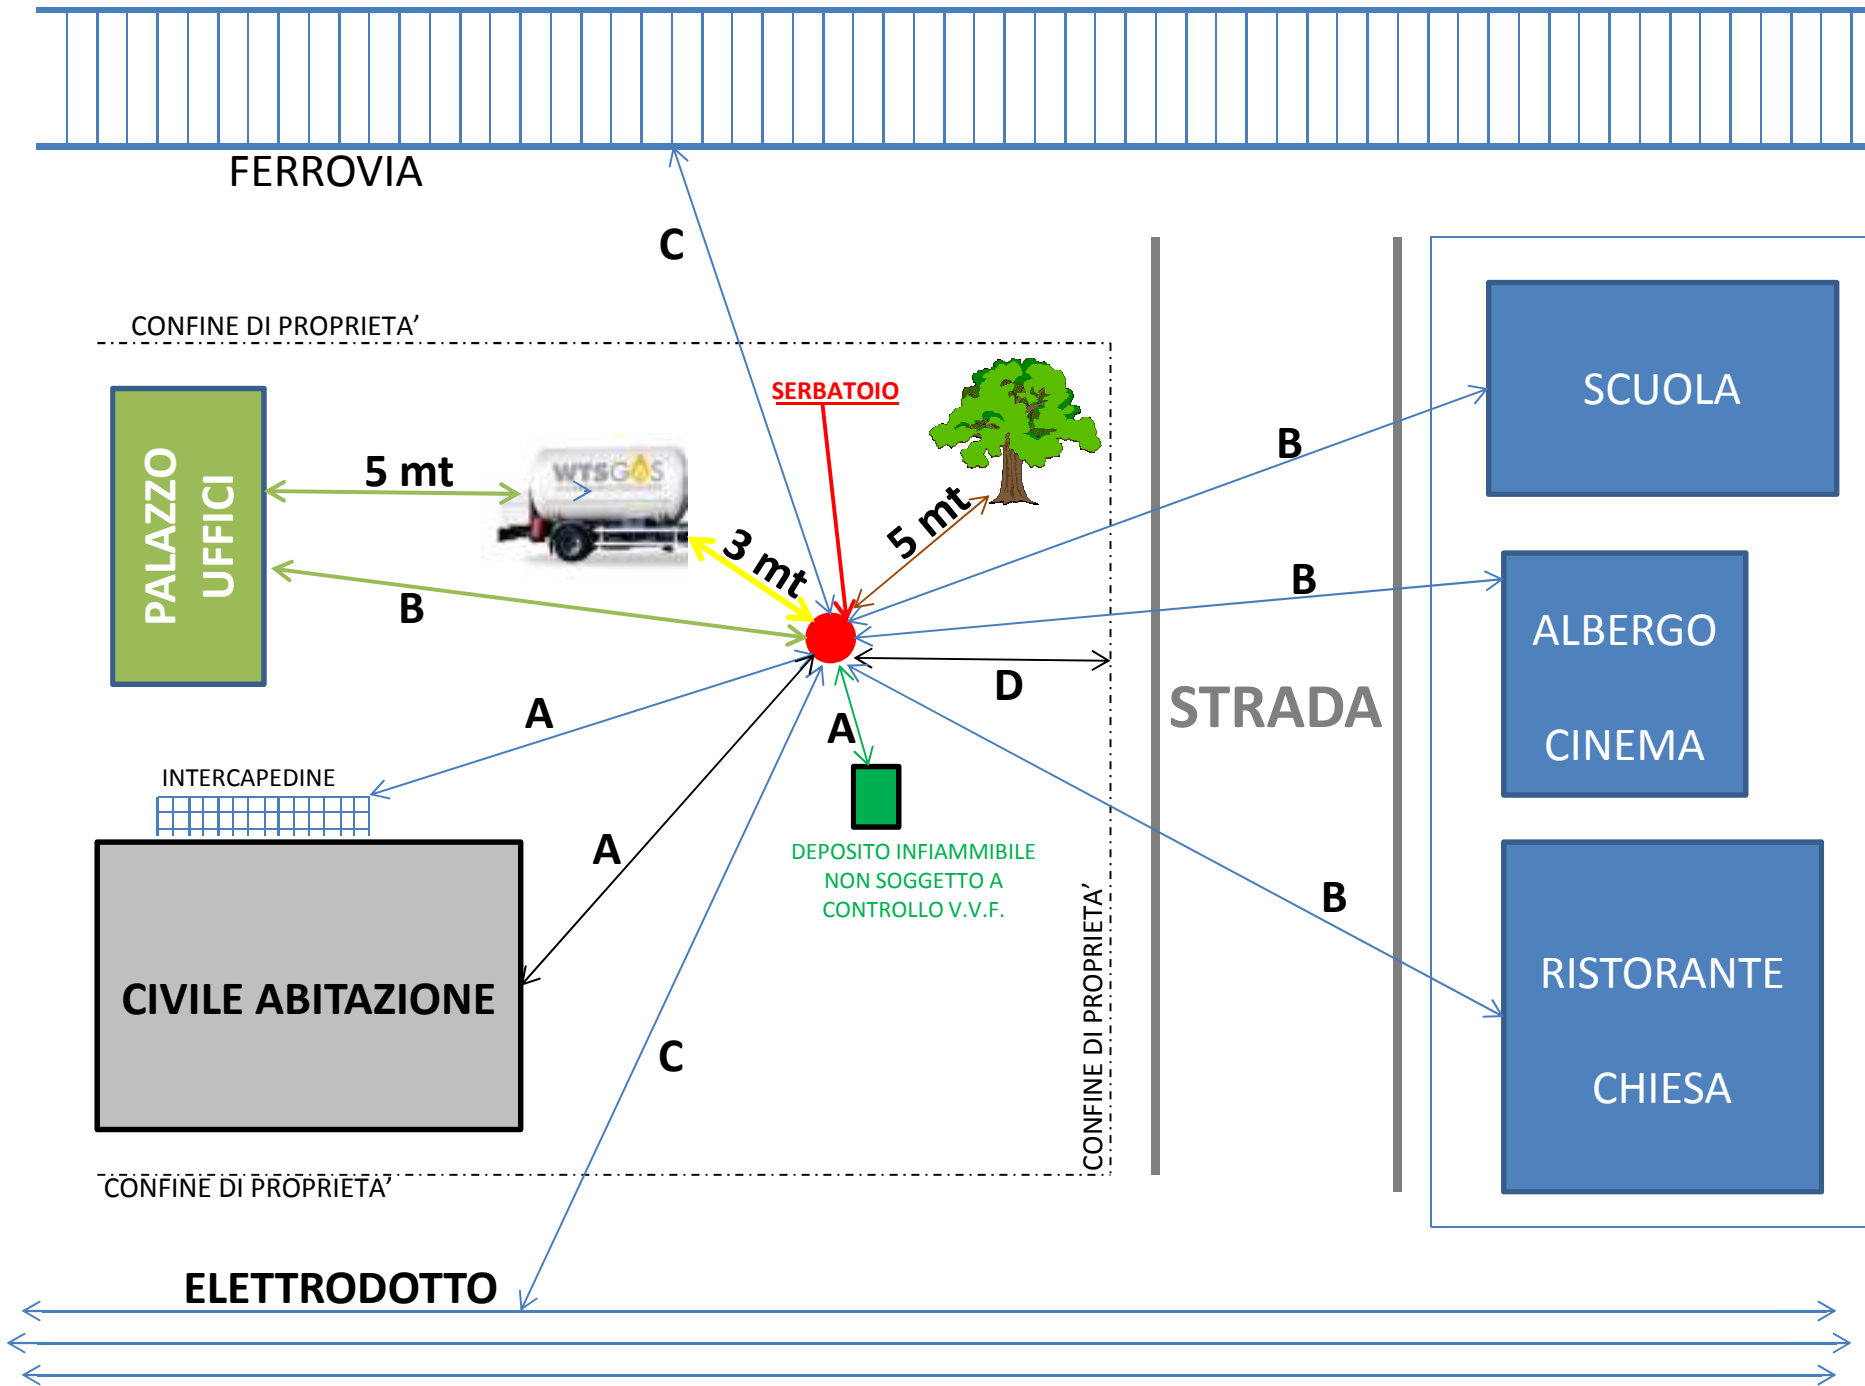 FERROVIA
C
CONFINE DI PROPRIETA’
SERBATOIO
SCUOLA
PALAZZO
UFFICI
5 mt
WTSGAS
3 mt
5 mt
B
B
B
ALBERGO
CINEMA
D
STRADA
A
A
INTERCAPEDINE
A
DEPOSITO INFIAMMIBILE
NON SOGGETTO A
CONTROLLO V.V.F.
B
RISTORANTE
CHIESA
CIVILE ABITAZIONE
C
CONFINE DI PROPRIETA’
CONFINE DI PROPRIETA’
ELETTRODOTTO